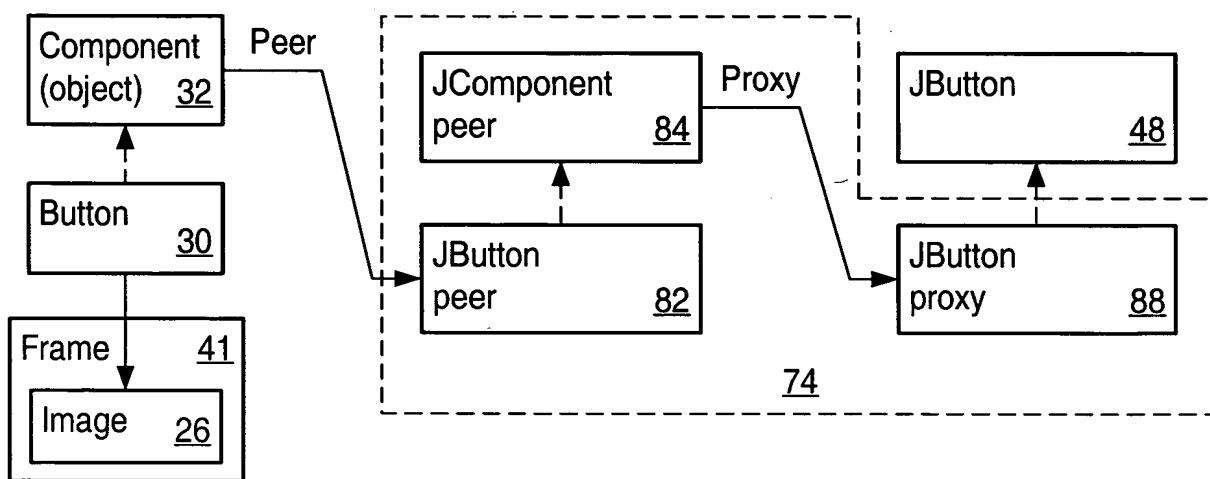 Component
(object) 32
Peer
JComponent
peer 84
Proxy
JButton
48
Button
30
JButton
peer 82
JButton
proxy 88
Frame 41
Image 26
74